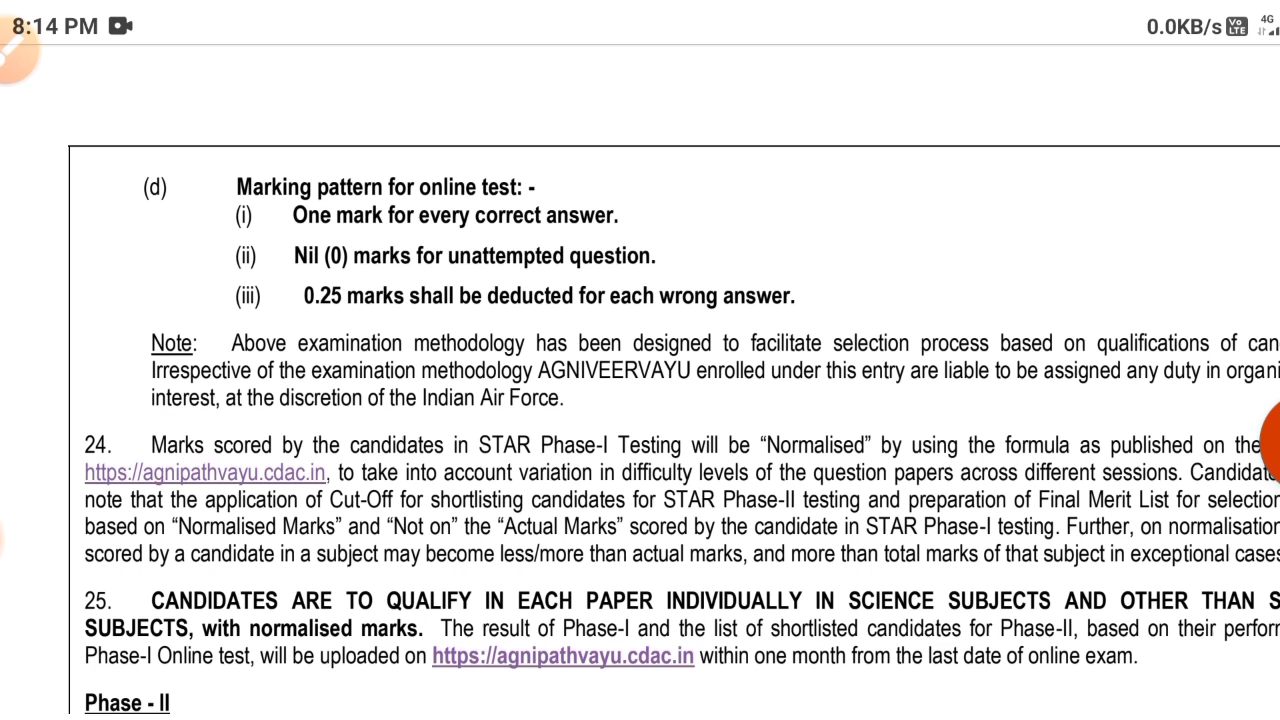 8:14 PM
0.0KB/s Vo LTE 4G
(d) Marking pattern for online test: -
(i) One mark for every correct answer.
(ii) Nil (0) marks for unattempted question.
(iii) 0.25 marks shall be deducted for each wrong answer.
Note: Above examination methodology has been designed to facilitate selection process based on qualifications of can
Irrespective of the examination methodology AGNIVEERVAYU enrolled under this entry are liable to be assigned any duty in organi
interest, at the discretion of the Indian Air Force.
24. Marks scored by the candidates in STAR Phase-I Testing will be “Normalised” by using the formula as published on the
https://agnipathvayu.cdac.in, to take into account variation in difficulty levels of the question papers across different sessions. Candidat
note that the application of Cut-Off for shortlisting candidates for STAR Phase-II testing and preparation of Final Merit List for selection
based on “Normalised Marks” and “Not on” the “Actual Marks” scored by the candidate in STAR Phase-I testing. Further, on normalisation
scored by a candidate in a subject may become less/more than actual marks, and more than total marks of that subject in exceptional cases
25. CANDIDATES ARE TO QUALIFY IN EACH PAPER INDIVIDUALLY IN SCIENCE SUBJECTS AND OTHER THAN S
SUBJECTS, with normalised marks. The result of Phase-I and the list of shortlisted candidates for Phase-II, based on their perfor
Phase-I Online test, will be uploaded on https://agnipathvayu.cdac.in within one month from the last date of online exam.
Phase - II